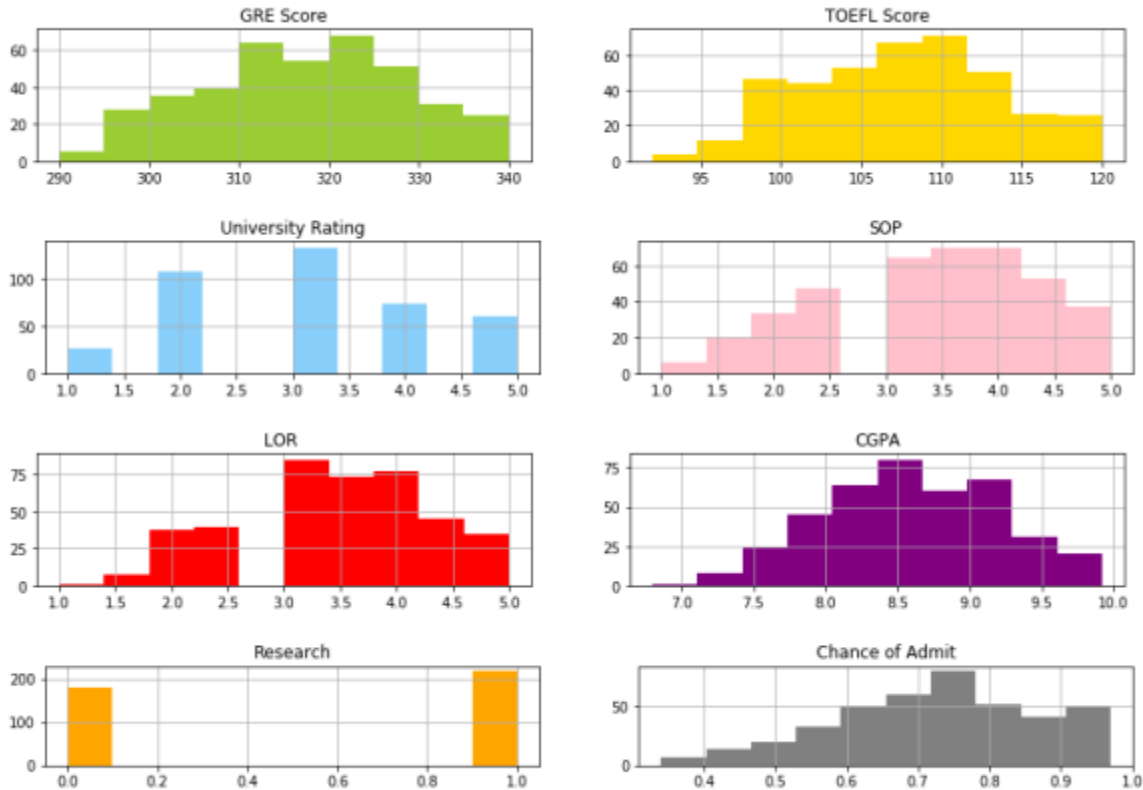 GRE Score
60
40
20
0
290 300 310 320 330 340
TOEFL Score
60
40
20
0
95 100 105 110 115 120
University Rating
100
50
0
1.0 1.5 2.0 2.5 3.0 3.5 4.0 4.5 5.0
SOP
60
40
20
0
1.0 1.5 2.0 2.5 3.0 3.5 4.0 4.5 5.0
LOR
75
50
25
0
1.0 1.5 2.0 2.5 3.0 3.5 4.0 4.5 5.0
CGPA
75
50
25
0
7.0 7.5 8.0 8.5 9.0 9.5 10.0
Research
200
100
0
0.0 0.2 0.4 0.6 0.8 1.0
Chance of Admit
50
0
0.4 0.5 0.6 0.7 0.8 0.9 1.0